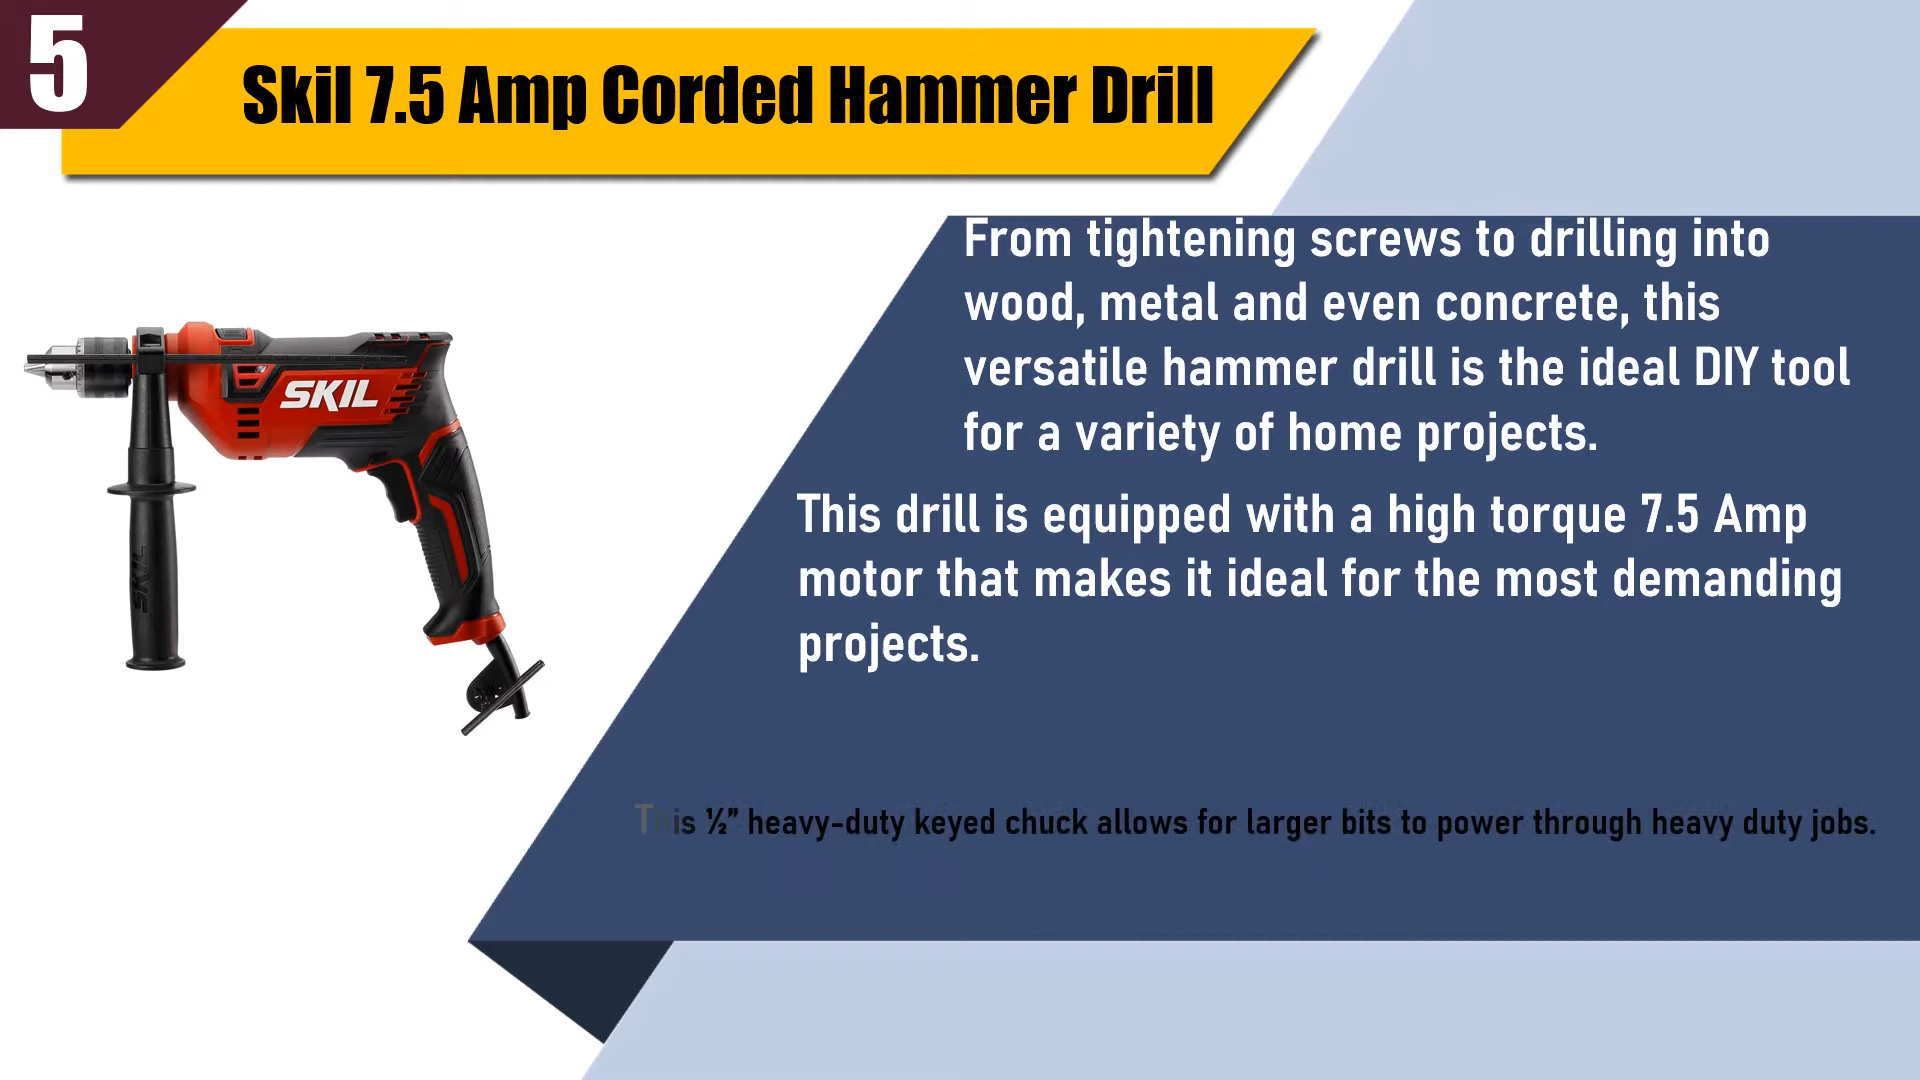 5
Skil 7.5 Amp Corded Hammer Drill
From tightening screws to drilling into
wood, metal and even concrete, this
versatile hammer drill is the ideal DIY tool
for a variety of home projects.
SKIL
This drill is equipped with a high torque 7.5 Amp
motor that makes it ideal for the most demanding
projects.
SKIL
This ½” heavy-duty keyed chuck allows for larger bits to power through heavy duty jobs.